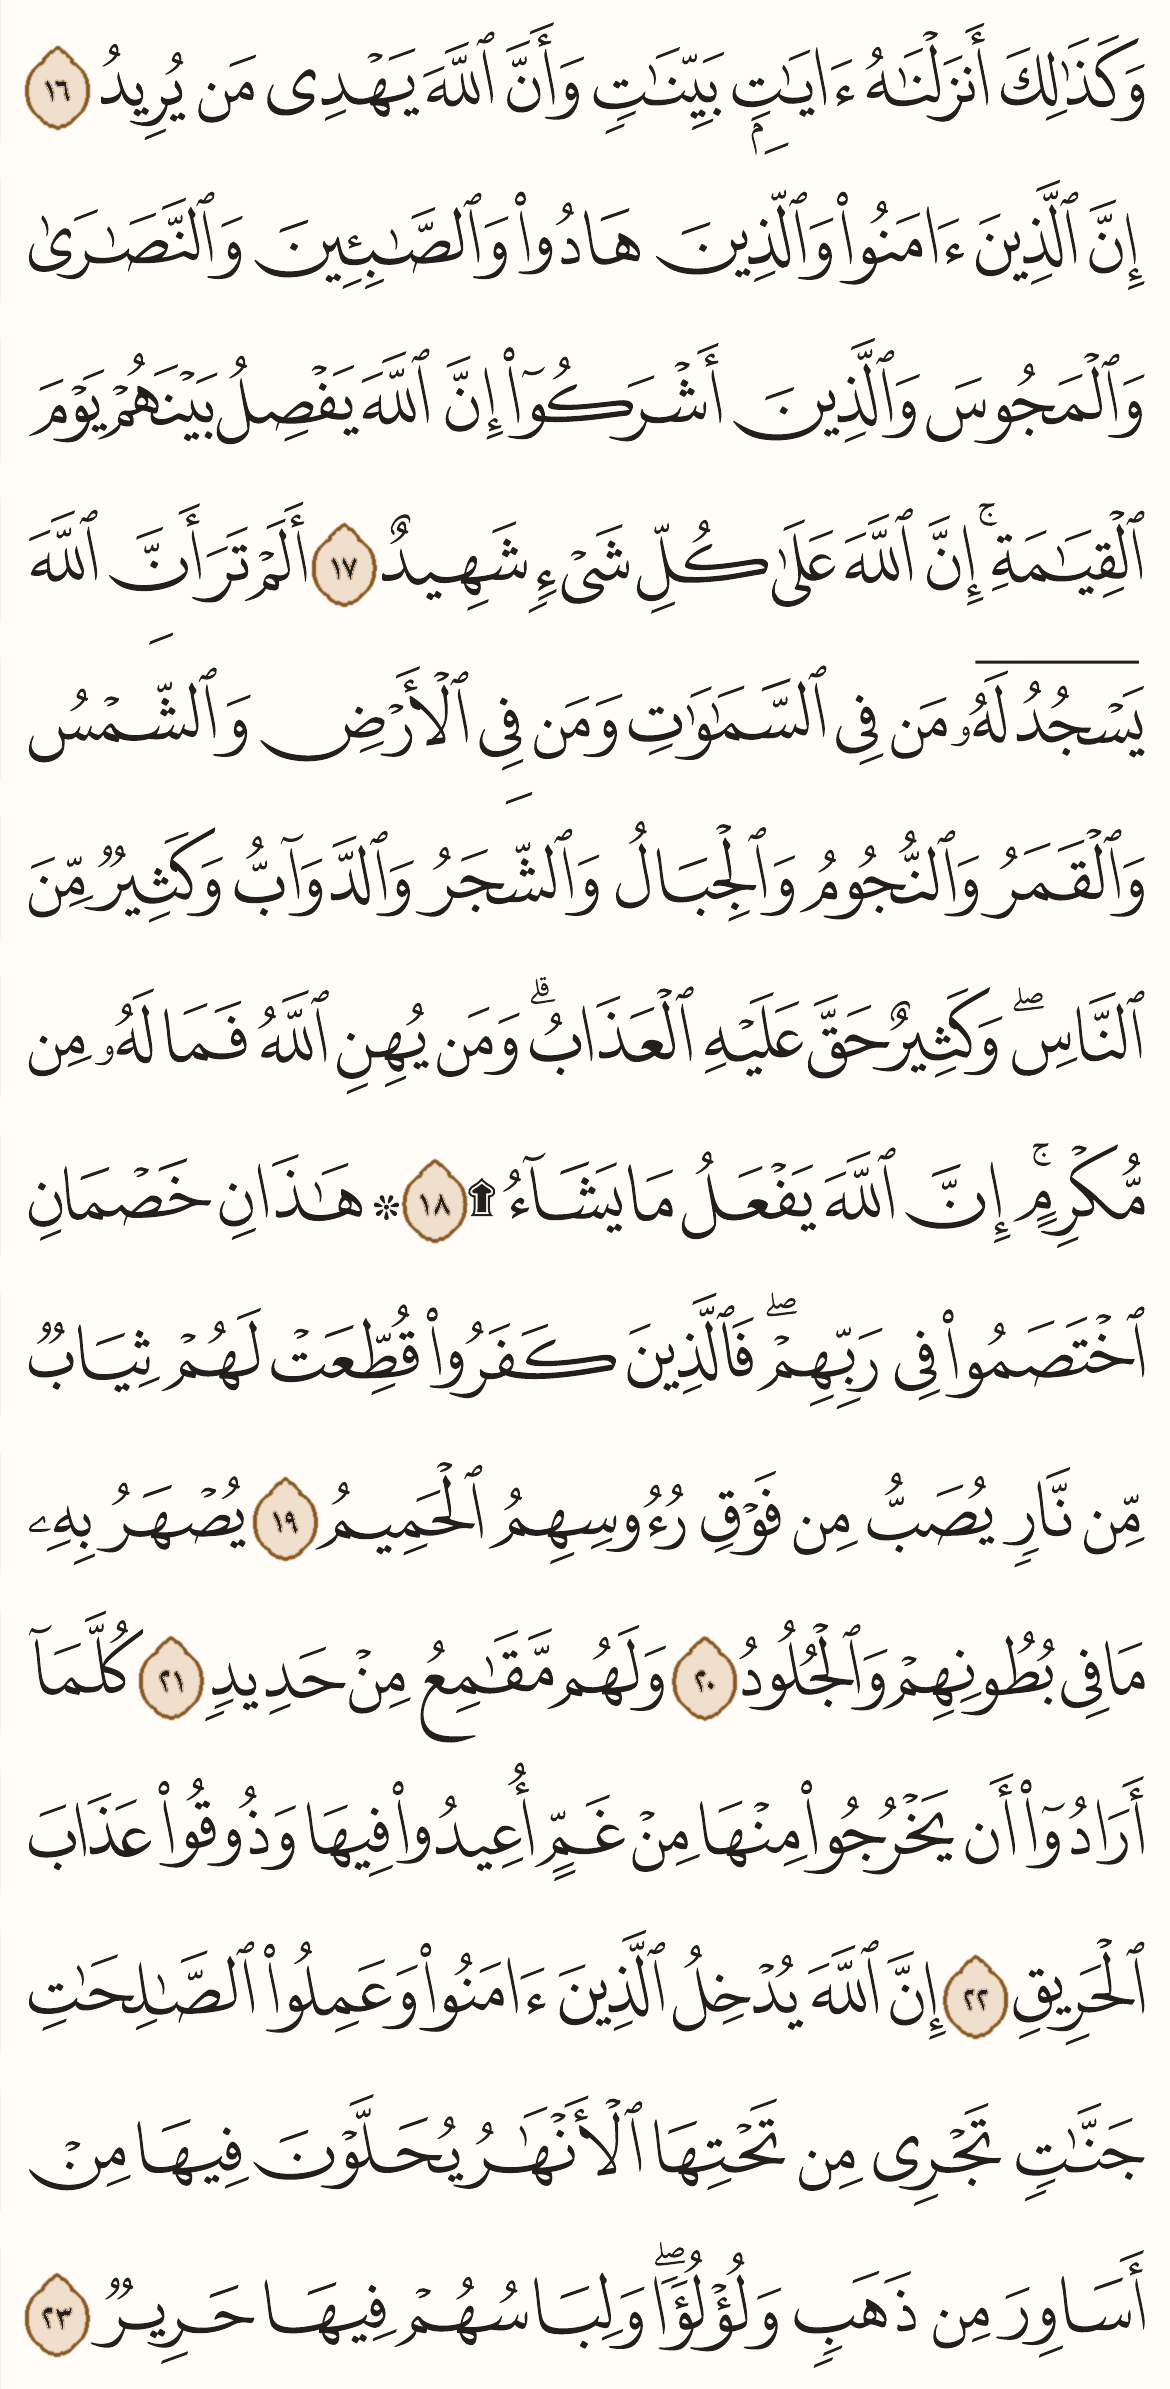 وَكَذَٰلِكَ أَنزَلْنَٰهُ ءَايَٰتٍۭ بَيِّنَٰتٍ وَأَنَّ ٱللَّهَ يَهْدِى مَن يُرِيدُ ١٦
إِنَّ ٱلَّذِينَ ءَامَنُوا۟ وَٱلَّذِينَ هَادُوا۟ وَٱلصَّٰبِـِٔينَ وَٱلنَّصَٰرَىٰ
وَٱلْمَجُوسَ وَٱلَّذِينَ أَشْرَكُوٓا۟ إِنَّ ٱللَّهَ يَفْصِلُ بَيْنَهُمْ يَوْمَ
ٱلْقِيَٰمَةِ ۚ إِنَّ ٱللَّهَ عَلَىٰ كُلِّ شَىْءٍ شَهِيدٌ ١٧ أَلَمْ تَرَ أَنَّ ٱللَّهَ
يَسْجُدُ لَهُۥ مَن فِى ٱلسَّمَٰوَٰتِ وَمَن فِى ٱلْأَرْضِ وَٱلشَّمْسُ
وَٱلْقَمَرُ وَٱلنُّجُومُ وَٱلْجِبَالُ وَٱلشَّجَرُ وَٱلدَّوَآبُّ وَكَثِيرٌ مِّنَ
ٱلنَّاسِ ۖ وَكَثِيرٌ حَقَّ عَلَيْهِ ٱلْعَذَابُ ۗ وَمَن يُهِنِ ٱللَّهُ فَمَا لَهُۥ مِن
مُّكْرِمٍ ۚ إِنَّ ٱللَّهَ يَفْعَلُ مَا يَشَآءُ ۩ ١٨ ۞ هَٰذَانِ خَصْمَانِ
ٱخْتَصَمُوا۟ فِى رَبِّهِمْ ۖ فَٱلَّذِينَ كَفَرُوا۟ قُطِّعَتْ لَهُمْ ثِيَابٌ
مِّن نَّارٍ يُصَبُّ مِن فَوْقِ رُءُوسِهِمُ ٱلْحَمِيمُ ١٩ يُصْهَرُ بِهِۦ
مَا فِى بُطُونِهِمْ وَٱلْجُلُودُ ٢٠ وَلَهُم مَّقَٰمِعُ مِنْ حَدِيدٍ ٢١ كُلَّمَآ
أَرَادُوٓا۟ أَن يَخْرُجُوا۟ مِنْهَا مِنْ غَمٍّ أُعِيدُوا۟ فِيهَا وَذُوقُوا۟ عَذَابَ
ٱلْحَرِيقِ ٢٢ إِنَّ ٱللَّهَ يُدْخِلُ ٱلَّذِينَ ءَامَنُوا۟ وَعَمِلُوا۟ ٱلصَّٰلِحَٰتِ
جَنَّٰتٍ تَجْرِى مِن تَحْتِهَا ٱلْأَنْهَٰرُ يُحَلَّوْنَ فِيهَا مِنْ
أَسَاوِرَ مِن ذَهَبٍ وَلُؤْلُؤًا ۖ وَلِبَاسُهُمْ فِيهَا حَرِيرٌ ٢٣